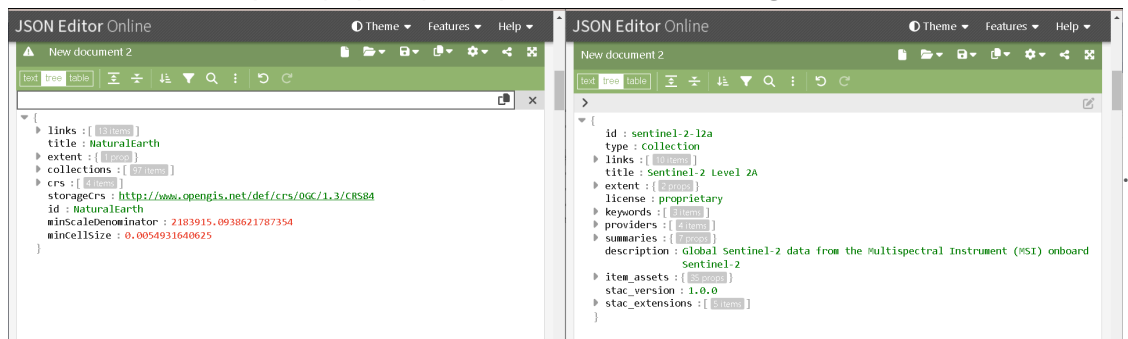 JSON Editor Online Theme Features Help
New document 2
text tree table
{
links :[ 13 items ]
title : NaturalEarth
extent : { 1 prop }
collections :[ 97 items ]
crs :[ 4 items ]
storageCrs : http://www.opengis.net/def/crs/OGC/1.3/CRS84
id : NaturalEarth
minScaleDenominator : 2183915.0938621787354
minCellSize : 0.0054931640625
}
JSON Editor Online Theme Features Help
New document 2
text tree table
{
id : sentinel-2-l2a
type : Collection
links :[ 10 items ]
title : Sentinel-2 Level 2A
extent : { 2 props }
license : proprietary
keywords :[ 3 items ]
providers :[ 4 items ]
summaries : { 7 props }
description : Global Sentinel-2 data from the Multispectral Instrument (MSI) onboard
Sentinel-2
item_assets : { 35 props }
stac_version : 1.0.0
stac_extensions :[ 5 items ]
}